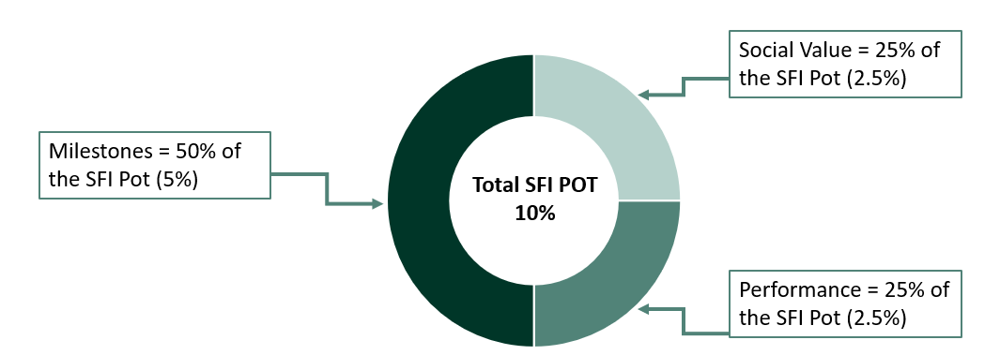 Social Value = 25% of
the SFI Pot (2.5%)
Milestones = 50% of
the SFI Pot (5%)
Total SFI POT
10%
Performance = 25% of
the SFI Pot (2.5%)